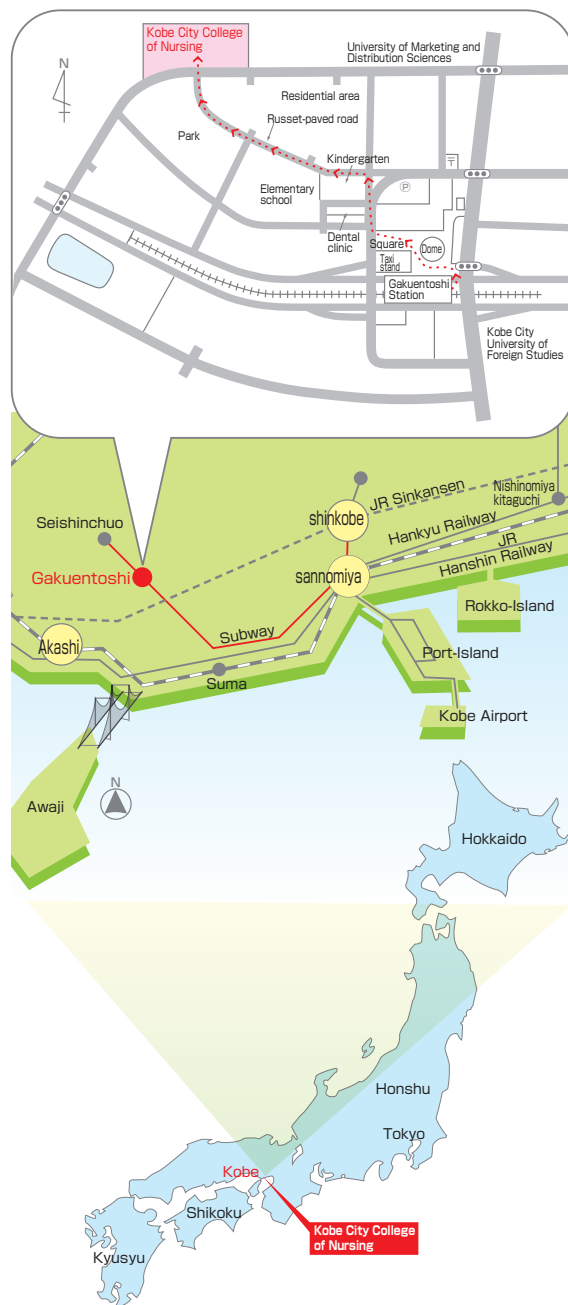 Kobe City College
of Nursing
University of Marketing and
Distribution Sciences
N
Residential area
Russet-paved road
Park
Kindergarten
〒
P
Elementary
school
Dental
clinic
Square
Dome
Taxi
stand
Gakuentoshi
Station
Kobe City
University of
Foreign Studies
Nishinomiya
kitaguchi
JR Sinkansen
shinkobe
Seishinchuo
Hankyu Railway
JR
Hanshin Railway
Gakuentoshi
sannomiya
Rokko-Island
Subway
Akashi
Port-Island
Suma
Kobe Airport
N
Awaji
Hokkaido
Honshu
Tokyo
Kobe
Shikoku
Kobe City College
of Nursing
Kyusyu